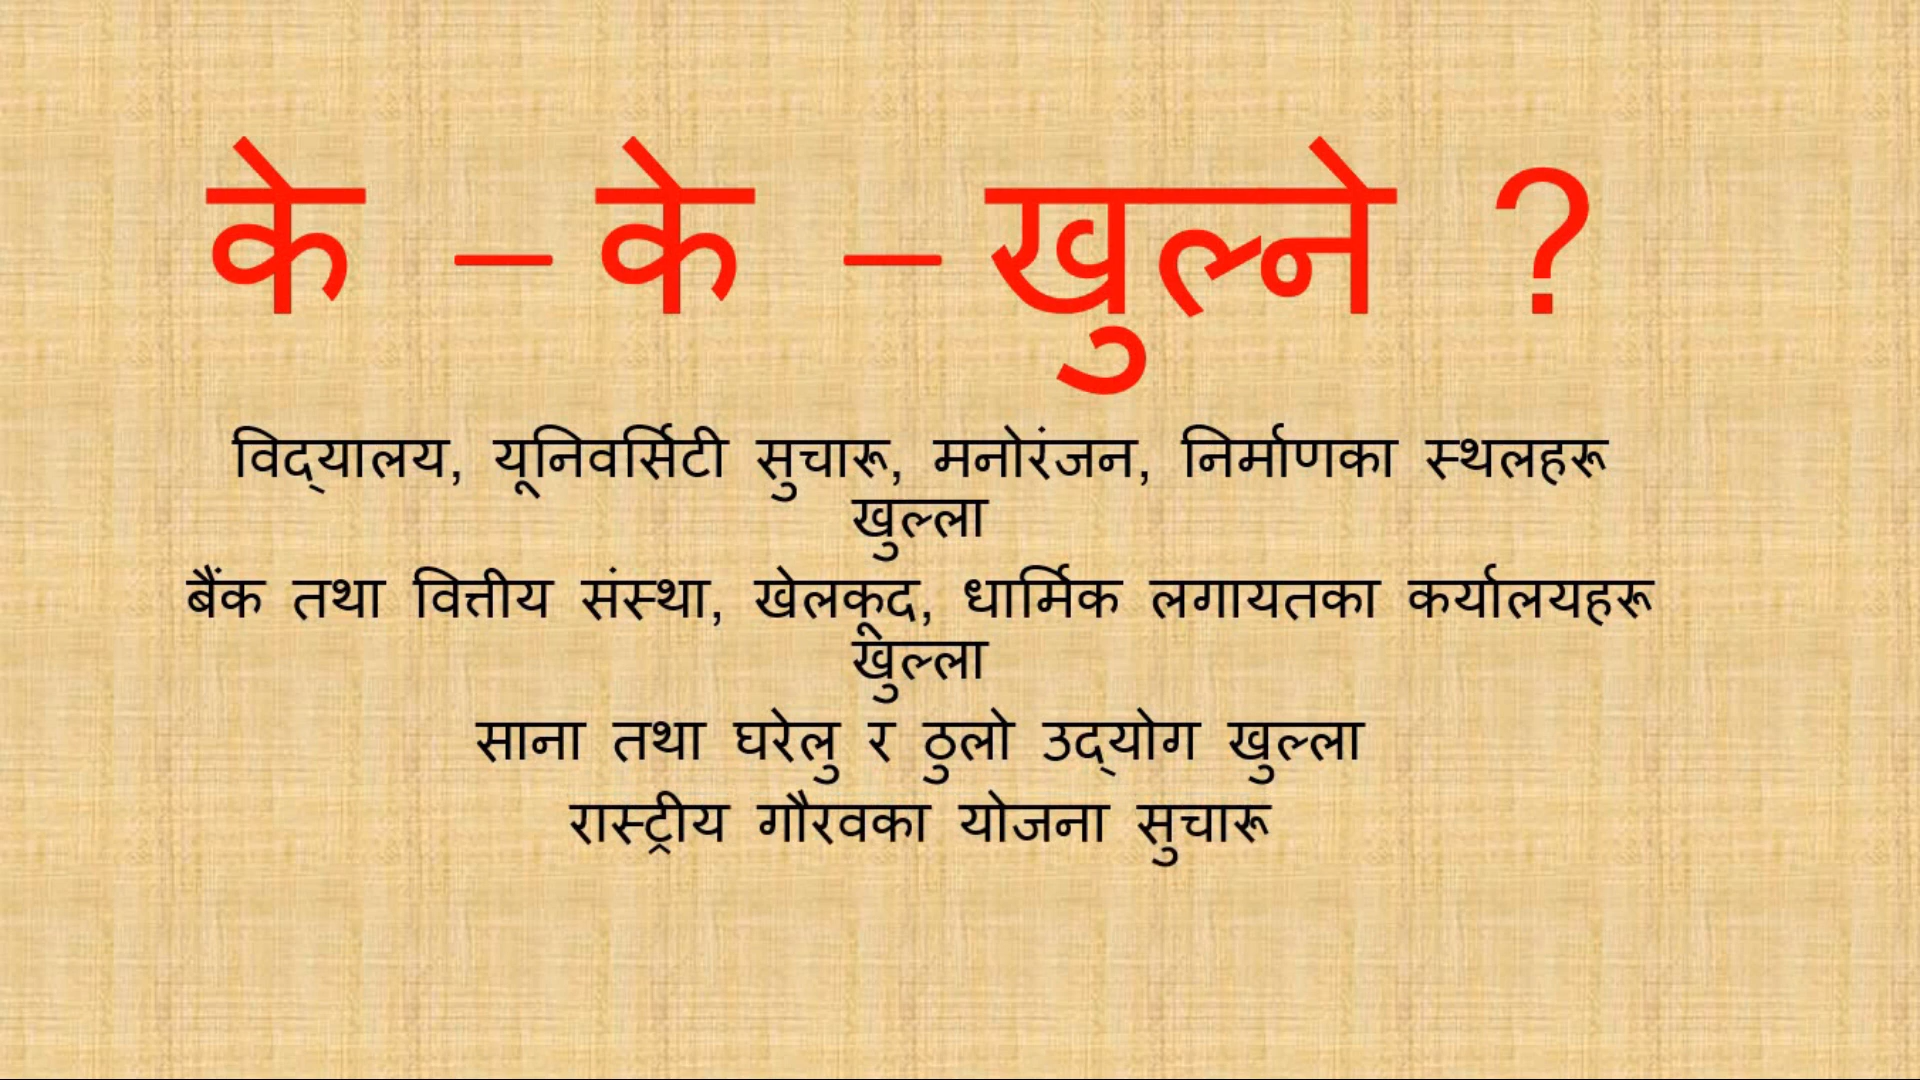 के – के – खुल्ने ?
विद्यालय, यूनिवर्सिटी सुचारू, मनोरंजन, निर्माणका स्थलहरू
खुल्ला
बैंक तथा वित्तीय संस्था, खेलकूद, धार्मिक लगायतका कर्यालयहरू
खुल्ला
साना तथा घरेलु र ठुलो उद्योग खुल्ला
रास्ट्रीय गौरवका योजना सुचारू